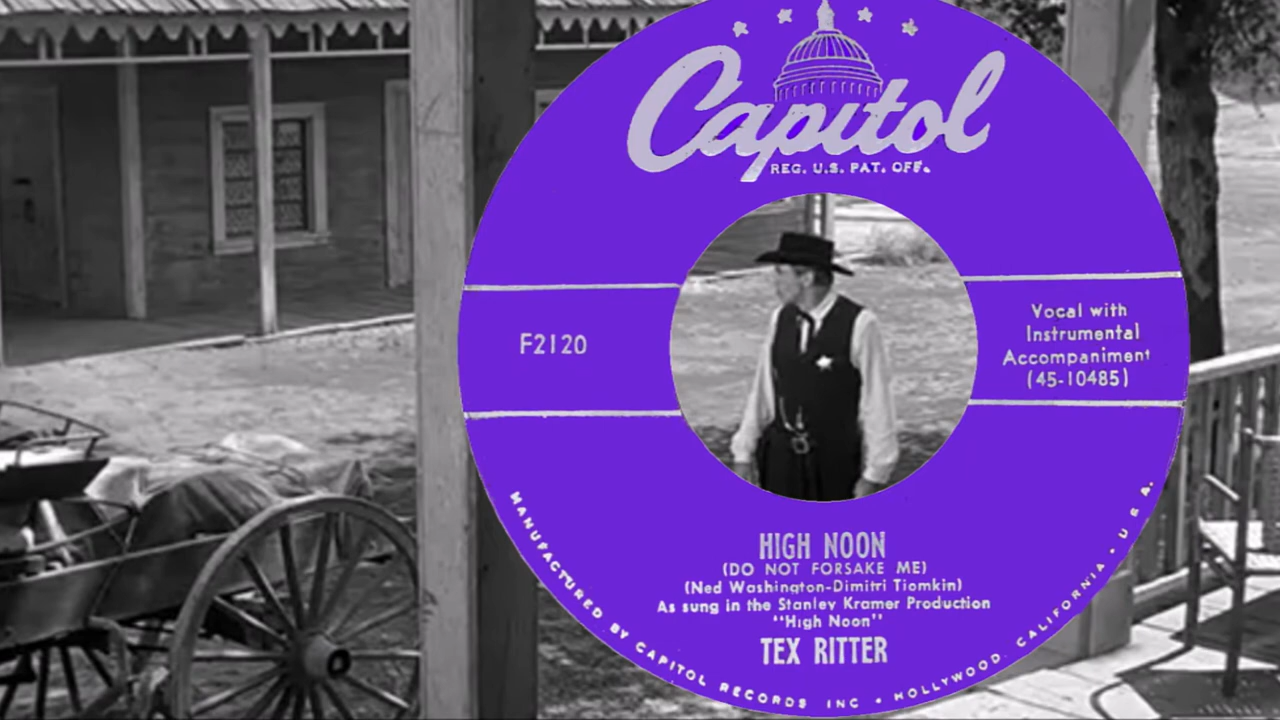 Capitol
REG. U.S. PAT. OFF.
F2120
Vocal with
Instrumental
Accompaniment
(45-10485)
HIGH NOON
(DO NOT FORSAKE ME)
(Ned Washington-Dimitri Tiomkin)
As sung in the Stanley Kramer Production
"High Noon"
TEX RITTER
MANUFACTURED BY CAPITOL RECORDS INC • HOLLYWOOD. CALIFORNIA • U S A.